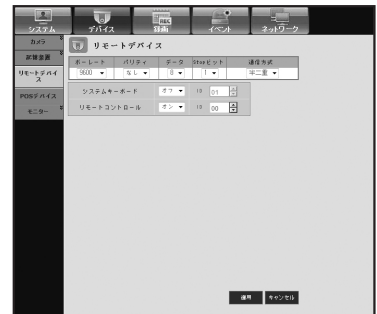 システム デバイス 録画 イベント ネットワーク
REC
カメラ
記憶装置
リモートデバイス
POSデバイス
モニター
リモートデバイス
ボーレート パリティ データ Stopビット 通信方式
9600 なし 8 1 半二重
システムキーボード オフ ID 01
リモートコントロール オン ID 00
適用 キャンセル